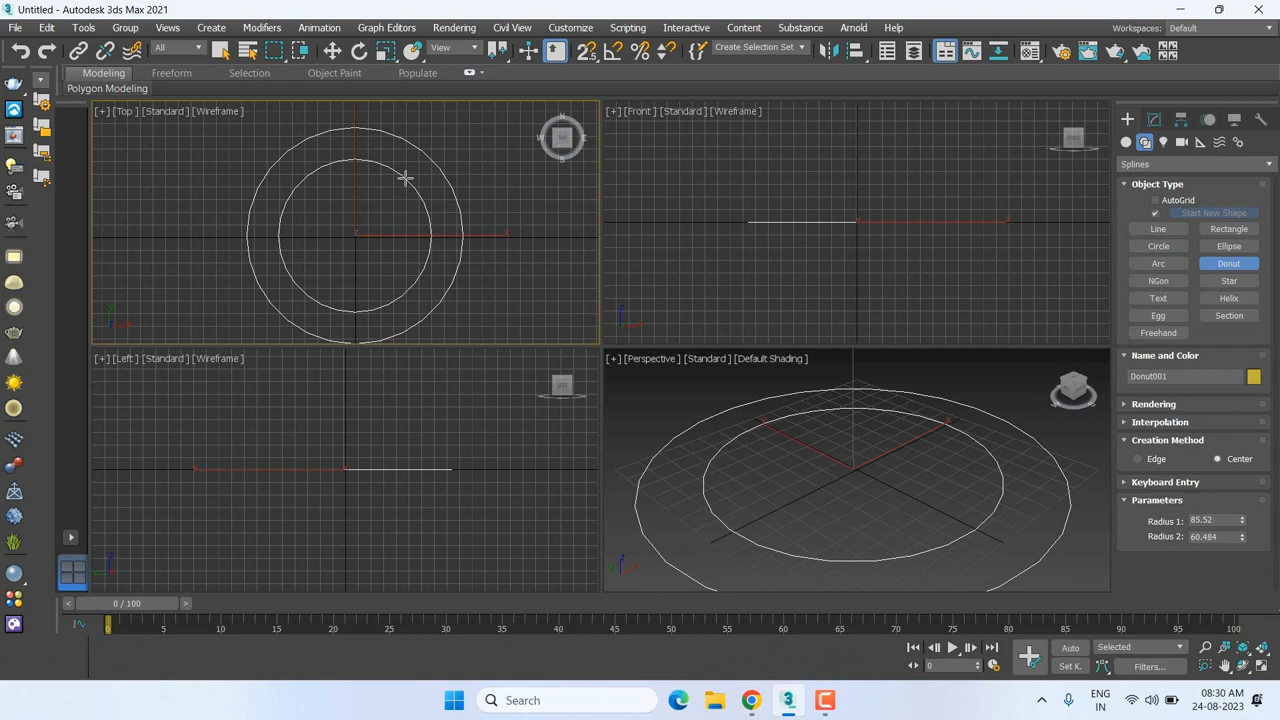 Untitled - Autodesk 3ds Max 2021
File Edit Tools Group Views Create Modifiers Animation Graph Editors Rendering Civil View Customize Scripting Interactive Content Substance Arnold Help Workspaces: Default
All View Create Selection Set
Modeling Freeform Selection Object Paint Populate
Polygon Modeling
[+] [Top] [Standard] [Wireframe]
[+] [Front] [Standard] [Wireframe]
Splines
Object Type
AutoGrid
Start New Shape
Line Rectangle
Circle Ellipse
Arc Donut
NGon Star
Text Helix
Egg Section
Freehand
[+] [Left] [Standard] [Wireframe]
[+] [Perspective] [Standard] [Default Shading]
Name and Color
Donut001
Rendering
Interpolation
Creation Method
Edge Center
Keyboard Entry
Parameters
Radius 1: 85.52
Radius 2: 60.484
< 0 / 100 >
0 5 10 15 20 25 30 35 40 45 50 55 60 65 70 75 80 85 90 95 100
Auto Selected
0 Set K. Filters...
Search
ENG
IN
08:30 AM
24-08-2023